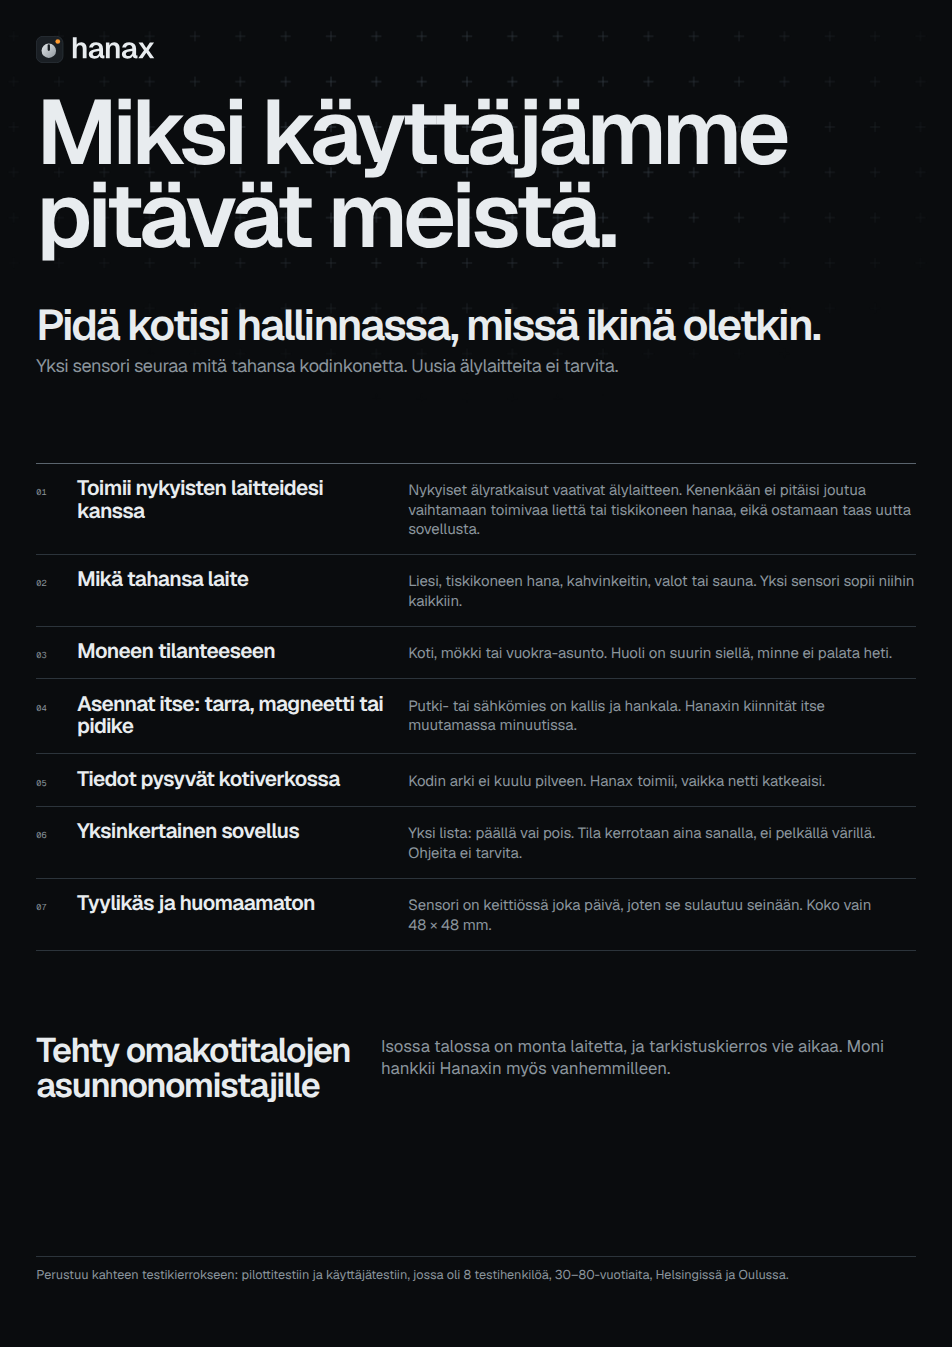 hanax
Miksi käyttäjämme
pitävät meistä.
Pidä kotisi hallinnassa, missä ikinä oletkin.
Yksi sensori seuraa mitä tahansa kodinkonetta. Uusia älylaitteita ei tarvita.
01
Toimii nykyisten laitteidesi
kanssa
Nykyiset älyratkaisut vaativat älylaitteen. Kenenkään ei pitäisi joutua
vaihtamaan toimivaa liettä tai tiskikoneen hanaa, eikä ostamaan taas uutta
sovellusta.
02
Mikä tahansa laite
Liesi, tiskikoneen hana, kahvinkeitin, valot tai sauna. Yksi sensori sopii niihin
kaikkiin.
03
Moneen tilanteeseen
Koti, mökki tai vuokra-asunto. Huoli on suurin siellä, minne ei palata heti.
04
Asennat itse: tarra, magneetti tai
pidike
Putki- tai sähkömies on kallis ja hankala. Hanaxin kiinnität itse
muutamassa minuutissa.
05
Tiedot pysyvät kotiverkossa
Kodin arki ei kuulu pilveen. Hanax toimii, vaikka netti katkeaisi.
06
Yksinkertainen sovellus
Yksi lista: päällä vai pois. Tila kerrotaan aina sanalla, ei pelkällä värillä.
Ohjeita ei tarvita.
07
Tyylikäs ja huomaamaton
Sensori on keittiössä joka päivä, joten se sulautuu seinään. Koko vain
48 × 48 mm.
Tehty omakotitalojen
asunnonomistajille
Isossa talossa on monta laitetta, ja tarkistuskierros vie aikaa. Moni
hankkii Hanaxin myös vanhemmilleen.
Perustuu kahteen testikierrokseen: pilottitestiin ja käyttäjätestiin, jossa oli 8 testihenkilöä, 30–80-vuotiaita, Helsingissä ja Oulussa.